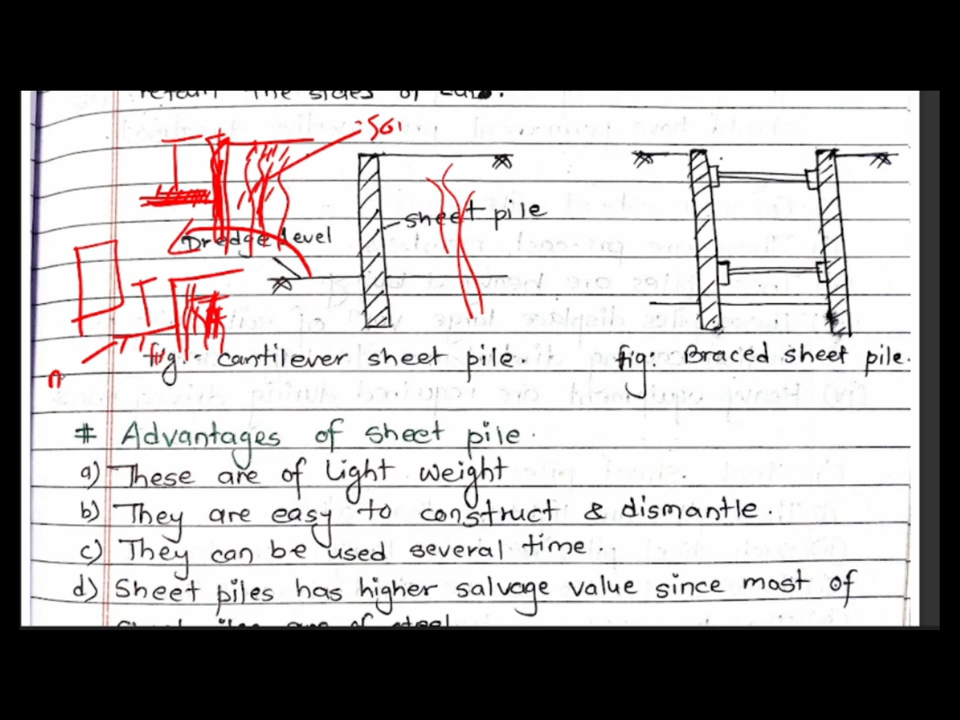 retain the sides of cuts.
sheet pile
Dredge level
fig: cantilever sheet pile
fig: Braced sheet pile.
# Advantages of sheet pile.
a) These are of light weight
b) They are easy to construct & dismantle.
c) They can be used several time
d) Sheet piles has higher salvage value since most of